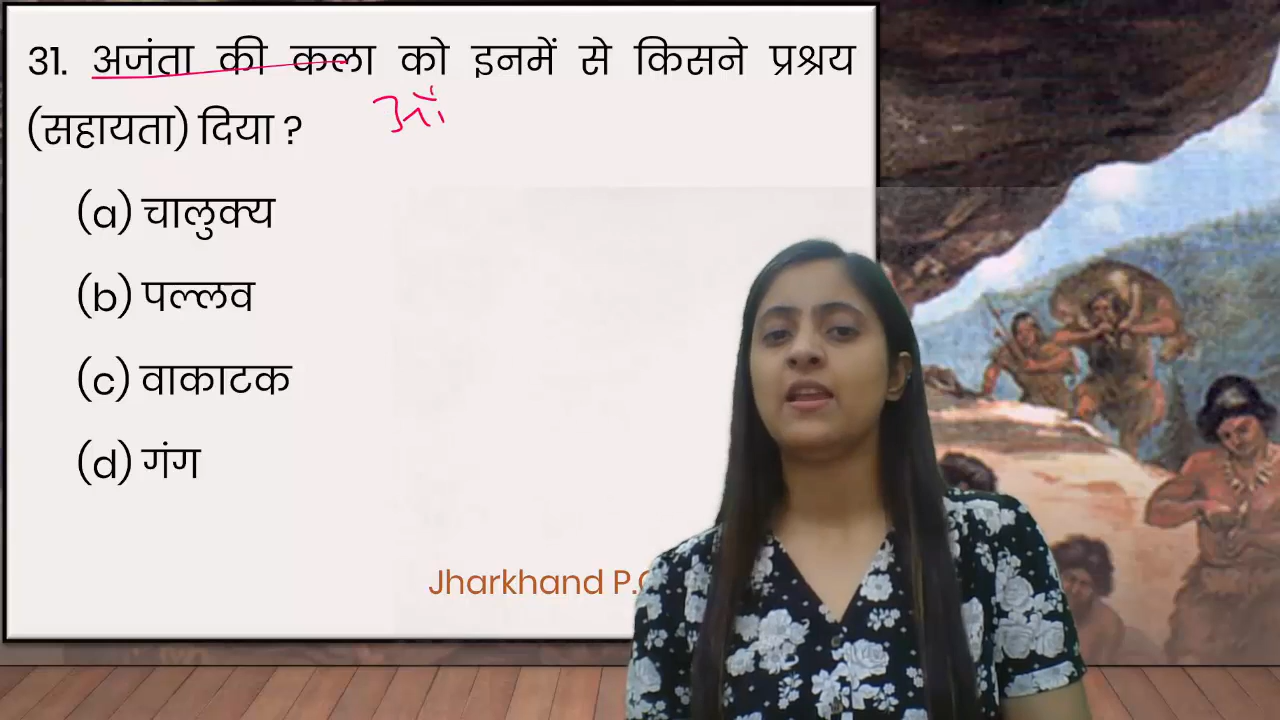 31. अजंता की कला को इनमें से किसने प्रश्रय
(सहायता) दिया ?
(a) चालुक्य
(b) पल्लव
(c) वाकाटक
(d) गंग
Jharkhand